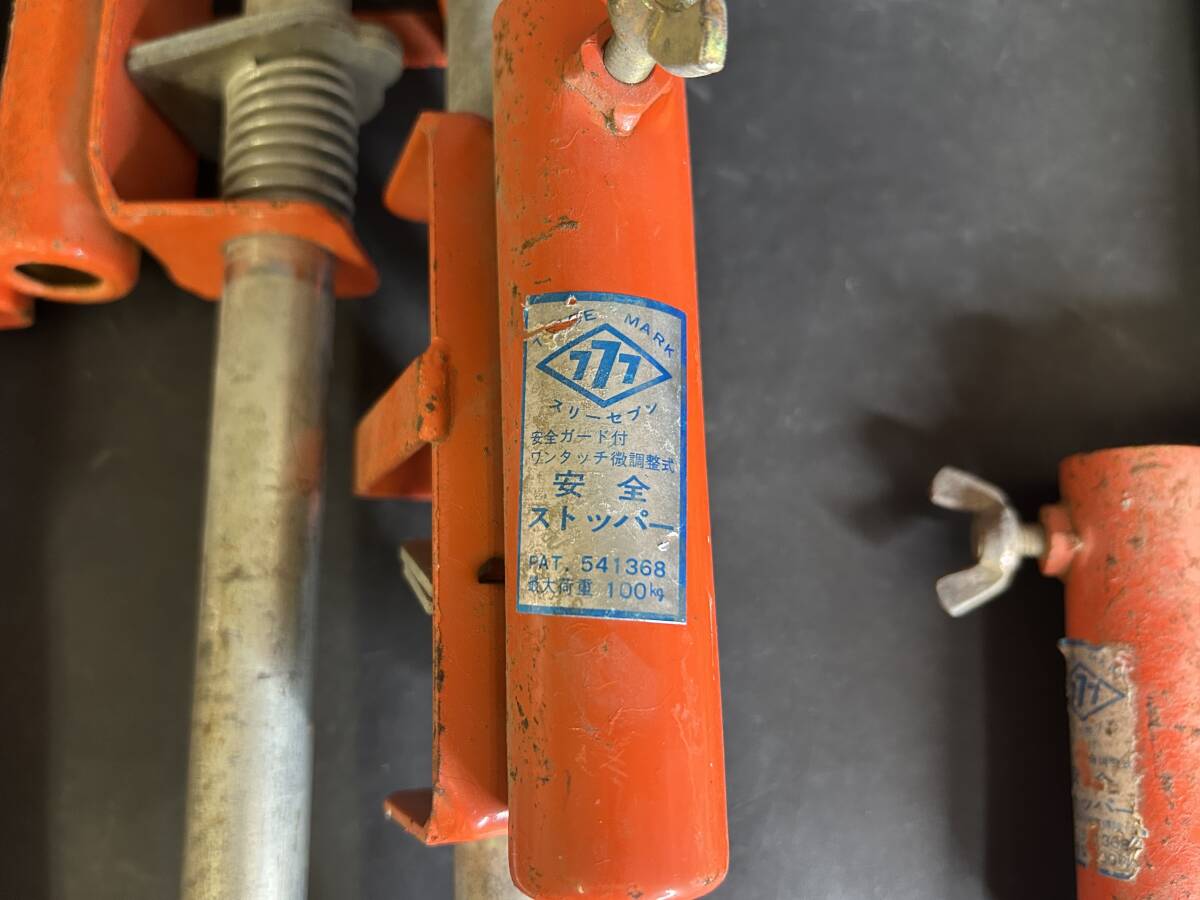 TRADE MARK
777
スリーセブン
安全ガード付
ワンタッチ微調整式
安全
ストッパー
PAT. 541368
最大荷重 100kg
777